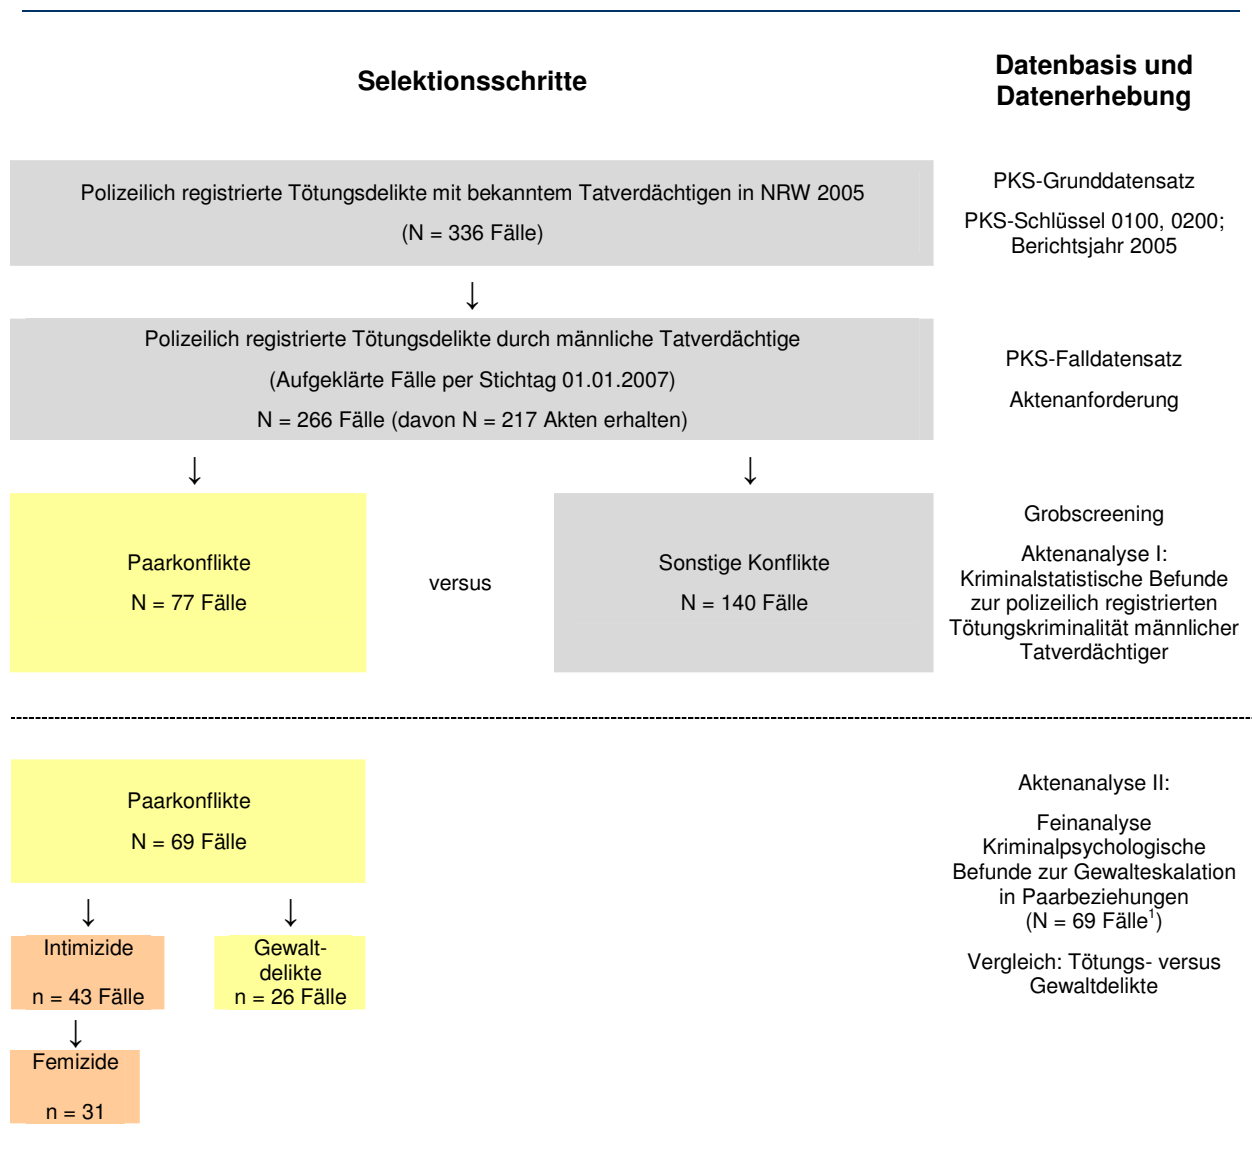 Selektionsschritte
Datenbasis und
Datenerhebung
Polizeilich registrierte Tötungsdelikte mit bekanntem Tatverdächtigen in NRW 2005
(N = 336 Fälle)
PKS-Grunddatensatz
PKS-Schlüssel 0100, 0200;
Berichtsjahr 2005
↓
Polizeilich registrierte Tötungsdelikte durch männliche Tatverdächtige
(Aufgeklärte Fälle per Stichtag 01.01.2007)
N = 266 Fälle (davon N = 217 Akten erhalten)
PKS-Falldatensatz
Aktenanforderung
↓ ↓
Paarkonflikte
N = 77 Fälle
versus
Sonstige Konflikte
N = 140 Fälle
Grobscreening
Aktenanalyse I:
Kriminalstatistische Befunde
zur polizeilich registrierten
Tötungskriminalität männlicher
Tatverdächtiger
Paarkonflikte
N = 69 Fälle
Aktenanalyse II:
Feinanalyse
Kriminalpsychologische
Befunde zur Gewalteskalation
in Paarbeziehungen
(N = 69 Fälle¹)
Vergleich: Tötungs- versus
Gewaltdelikte
↓ ↓
Intimizide
n = 43 Fälle
Gewalt-
delikte
n = 26 Fälle
↓
Femizide
n = 31